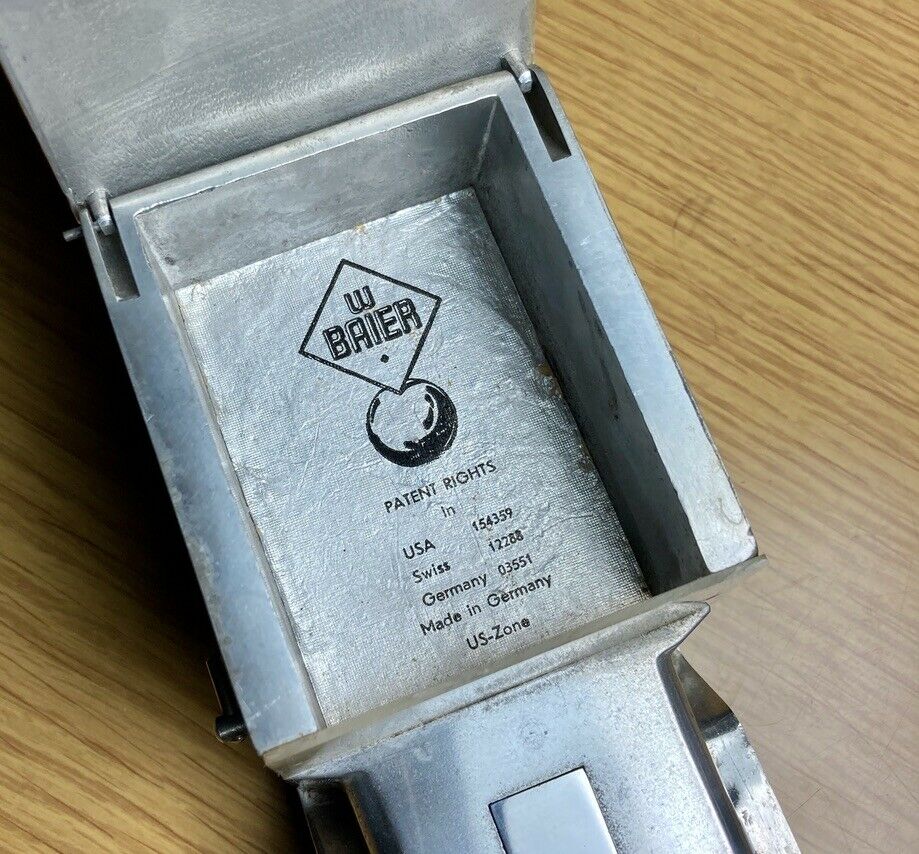 W
BAIER
PATENT RIGHTS
In
USA 154359
Swiss 12288
Germany 03551
Made in Germany
US-Zone